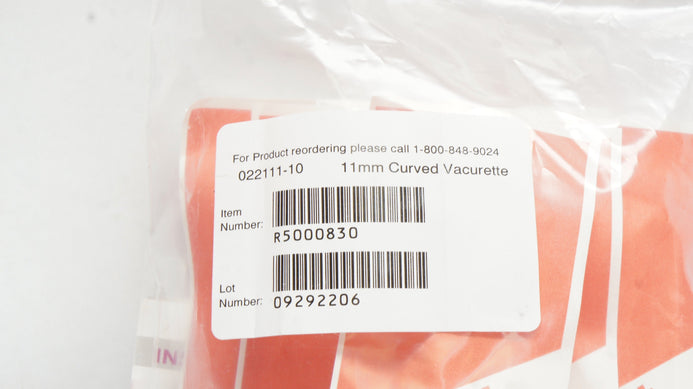 For Product reordering please call 1-800-848-9024
022111-10 11mm Curved Vacurette
Item
Number:
R5000830
Lot
Number:
09292206
IN